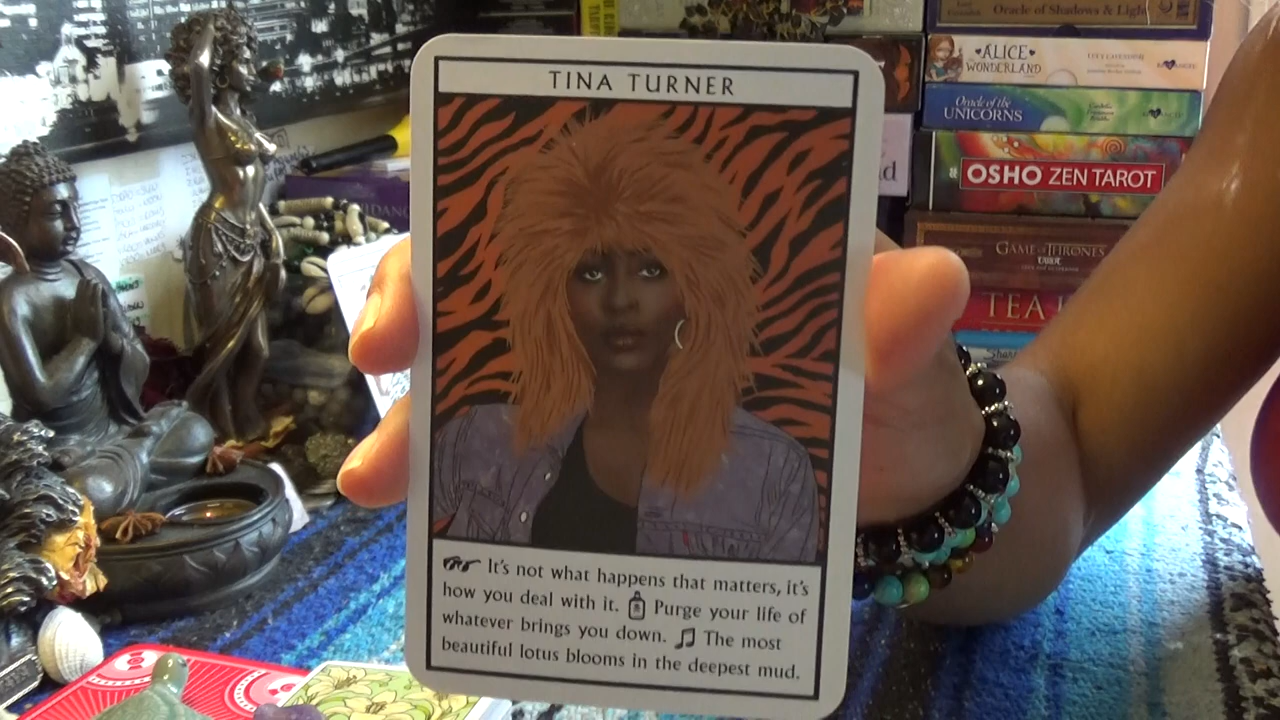 TINA TURNER
It's not what happens that matters, it's
how you deal with it. Purge your life of
whatever brings you down. The most
beautiful lotus blooms in the deepest mud.
Oracle of Shadows & Light
ALICE
WONDERLAND
Oracle of the
UNICORNS
OSHO ZEN TAROT
GAME OF THRONES
TAROT
TEA